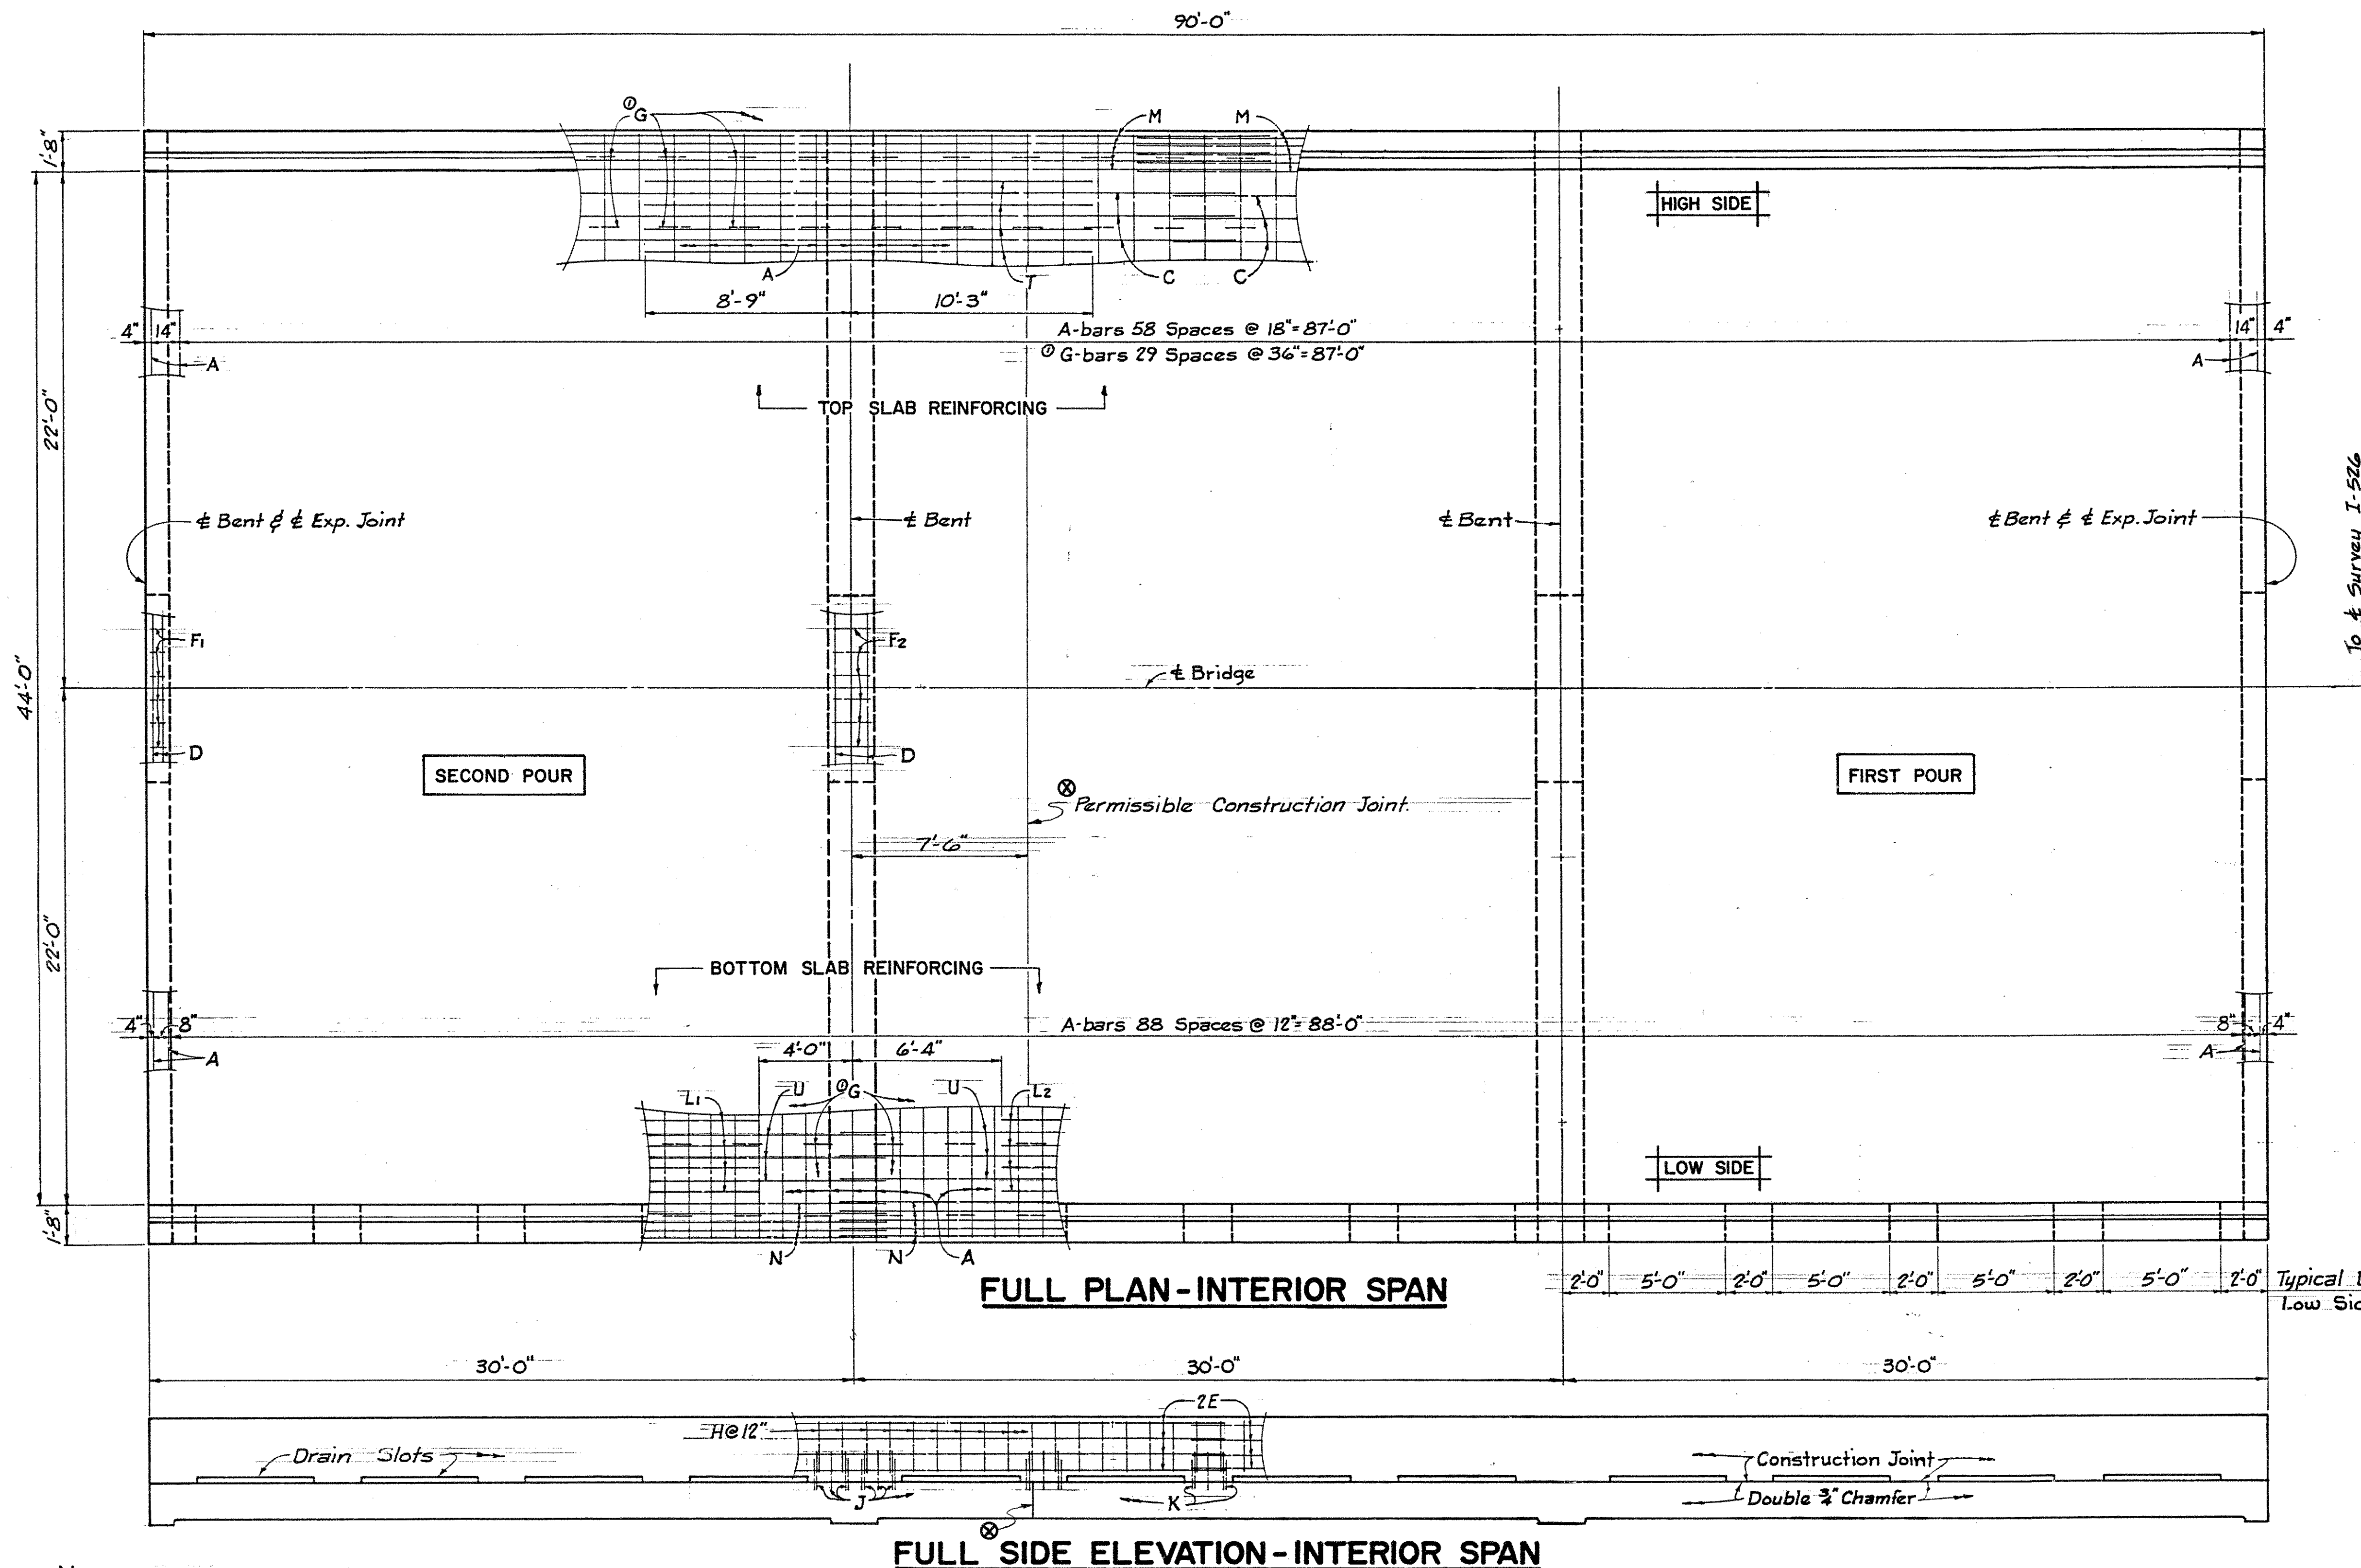 90'-0"
①G
M M
1'-8"
HIGH SIDE
A T C C
8'-9" 10'-3"
4" 14" A-bars 58 Spaces @ 18"=87'-0" 14" 4"
① G-bars 29 Spaces @ 36"=87'-0"
A A
22'-0"
TOP SLAB REINFORCING
℄ Bent & ℄ Exp. Joint ℄ Bent ℄ Bent ℄ Bent & ℄ Exp. Joint
To ℄ Survey I-526
F1 F2
44'-0"
℄ Bridge
D D
SECOND POUR FIRST POUR
⊗ Permissible Construction Joint.
7'-6"
22'-0"
BOTTOM SLAB REINFORCING
4" 8" A-bars 88 Spaces @ 12"=88'-0" 8" 4"
A 4'-0" 6'-4" A
L1 U ①G U L2
LOW SIDE
1'-8"
N N A
FULL PLAN-INTERIOR SPAN
2'-0" 5'-0" 2'-0" 5'-0" 2'-0" 5'-0" 2'-0" 5'-0" 2'-0" Typical
Low
30'-0" 30'-0" 30'-0"
H@12" 2E
Drain Slots Construction Joint
J K Double ¾" Chamfer
⊗
FULL SIDE ELEVATION-INTERIOR SPAN